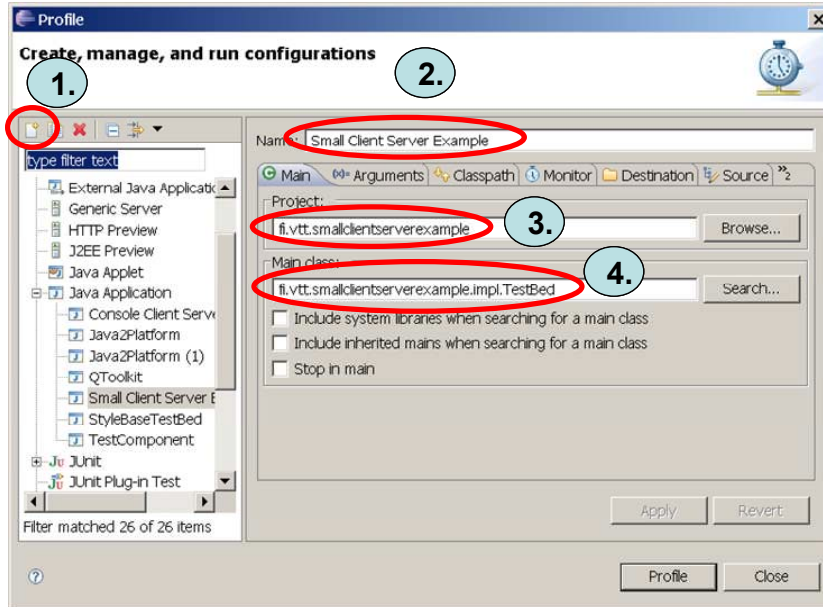 Profile
Create, manage, and run configurations
1.
2.
type filter text
External Java Applicatic
Generic Server
HTTP Preview
J2EE Preview
Java Applet
Java Application
Console Client Serve
Java2Platform
Java2Platform (1)
QToolkit
Small Client Server E
StyleBaseTestBed
TestComponent
JUnit
JUnit Plug-in Test
Filter matched 26 of 26 items
Name: Small Client Server Example
Main (x)= Arguments Classpath Monitor Destination Source »2
Project:
fi.vtt.smallclientserverexample
3.
Browse...
Main class:
4.
fi.vtt.smallclientserverexample.impl.TestBed
Search...
Include system libraries when searching for a main class
Include inherited mains when searching for a main class
Stop in main
Apply Revert
? Profile Close